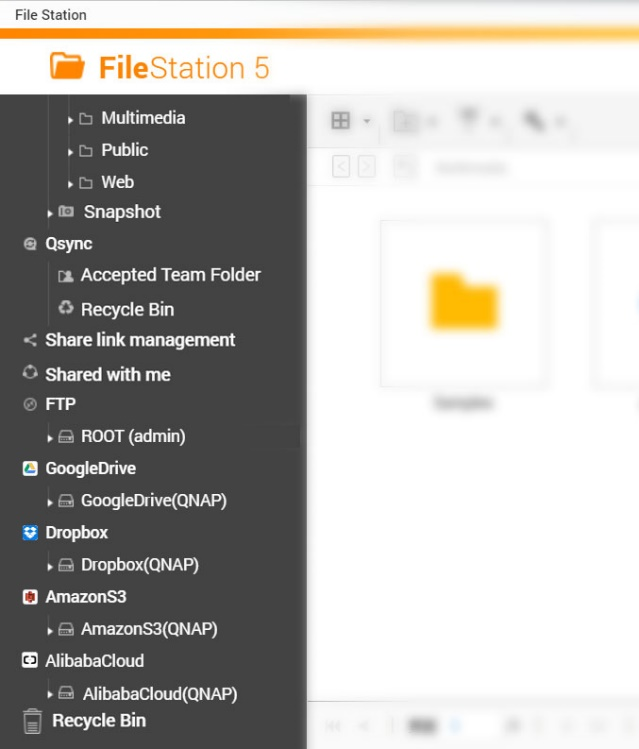 File Station
FileStation 5
Multimedia
Public
Web
Snapshot
Qsync
Accepted Team Folder
Recycle Bin
Share link management
Shared with me
FTP
ROOT (admin)
GoogleDrive
GoogleDrive(QNAP)
Dropbox
Dropbox(QNAP)
AmazonS3
AmazonS3(QNAP)
AlibabaCloud
AlibabaCloud(QNAP)
Recycle Bin